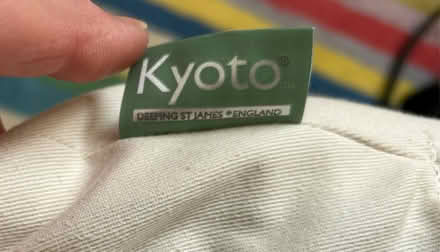 Kyoto®
DEEPING ST JAMES • ENGLAND